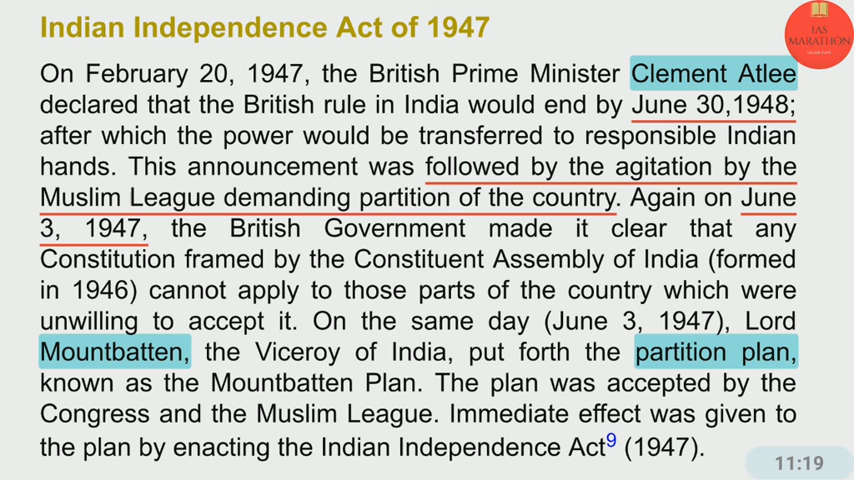 Indian Independence Act of 1947
IAS
MARATHON
On February 20, 1947, the British Prime Minister Clement Atlee
declared that the British rule in India would end by June 30,1948;
after which the power would be transferred to responsible Indian
hands. This announcement was followed by the agitation by the
Muslim League demanding partition of the country. Again on June
3, 1947, the British Government made it clear that any
Constitution framed by the Constituent Assembly of India (formed
in 1946) cannot apply to those parts of the country which were
unwilling to accept it. On the same day (June 3, 1947), Lord
Mountbatten, the Viceroy of India, put forth the partition plan,
known as the Mountbatten Plan. The plan was accepted by the
Congress and the Muslim League. Immediate effect was given to
the plan by enacting the Indian Independence Act9 (1947).
11:19